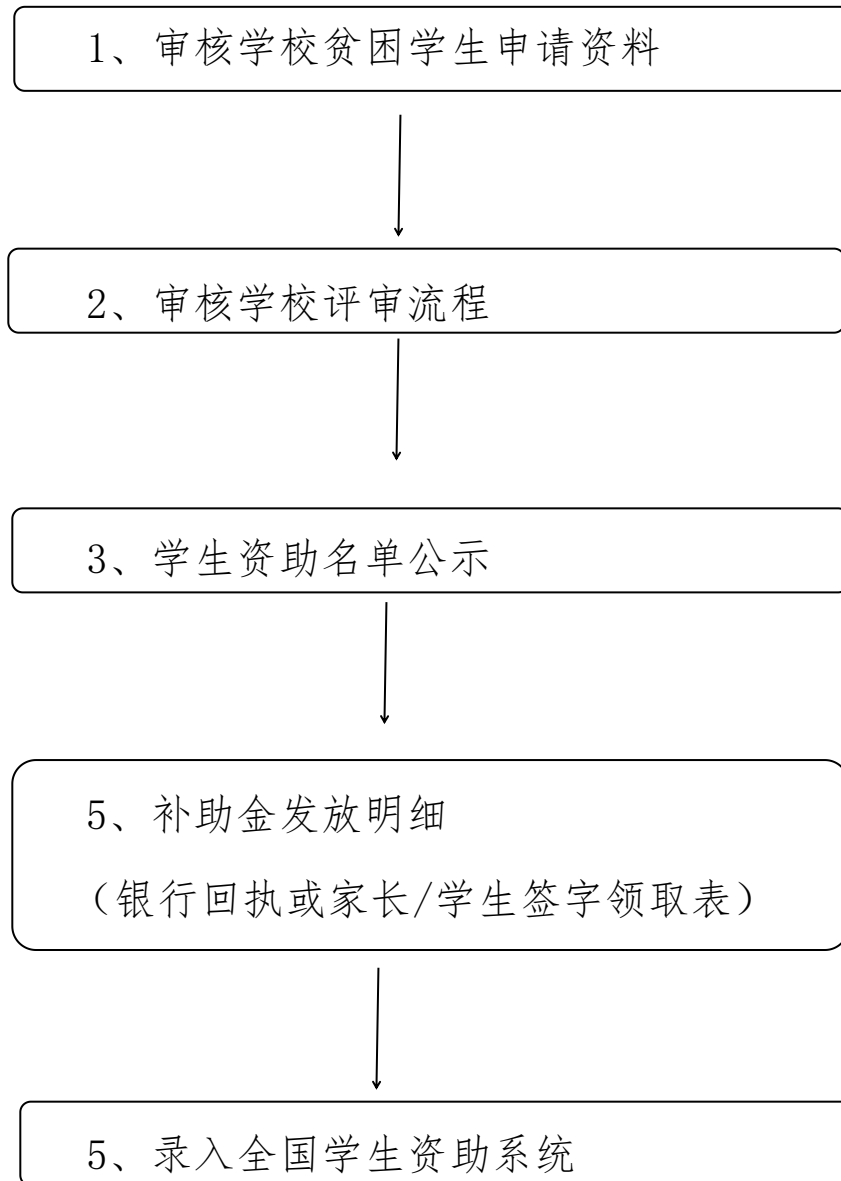 1、审核学校贫困学生申请资料
2、审核学校评审流程
3、学生资助名单公示
5、补助金发放明细
（银行回执或家长/学生签字领取表）
5、录入全国学生资助系统